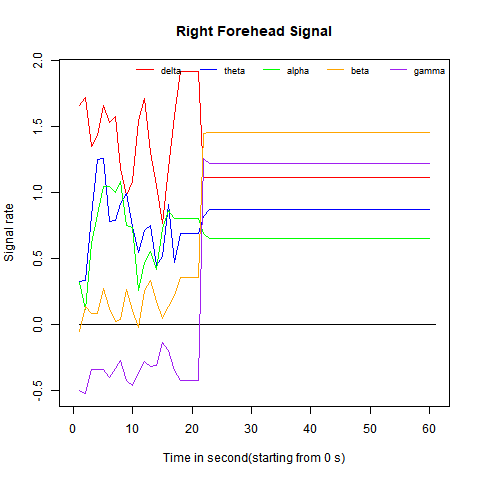 Right Forehead Signal
delta theta alpha beta gamma
2.0
1.5
1.0
0.5
0.0
-0.5
Signal rate
0 10 20 30 40 50 60
Time in second(starting from 0 s)